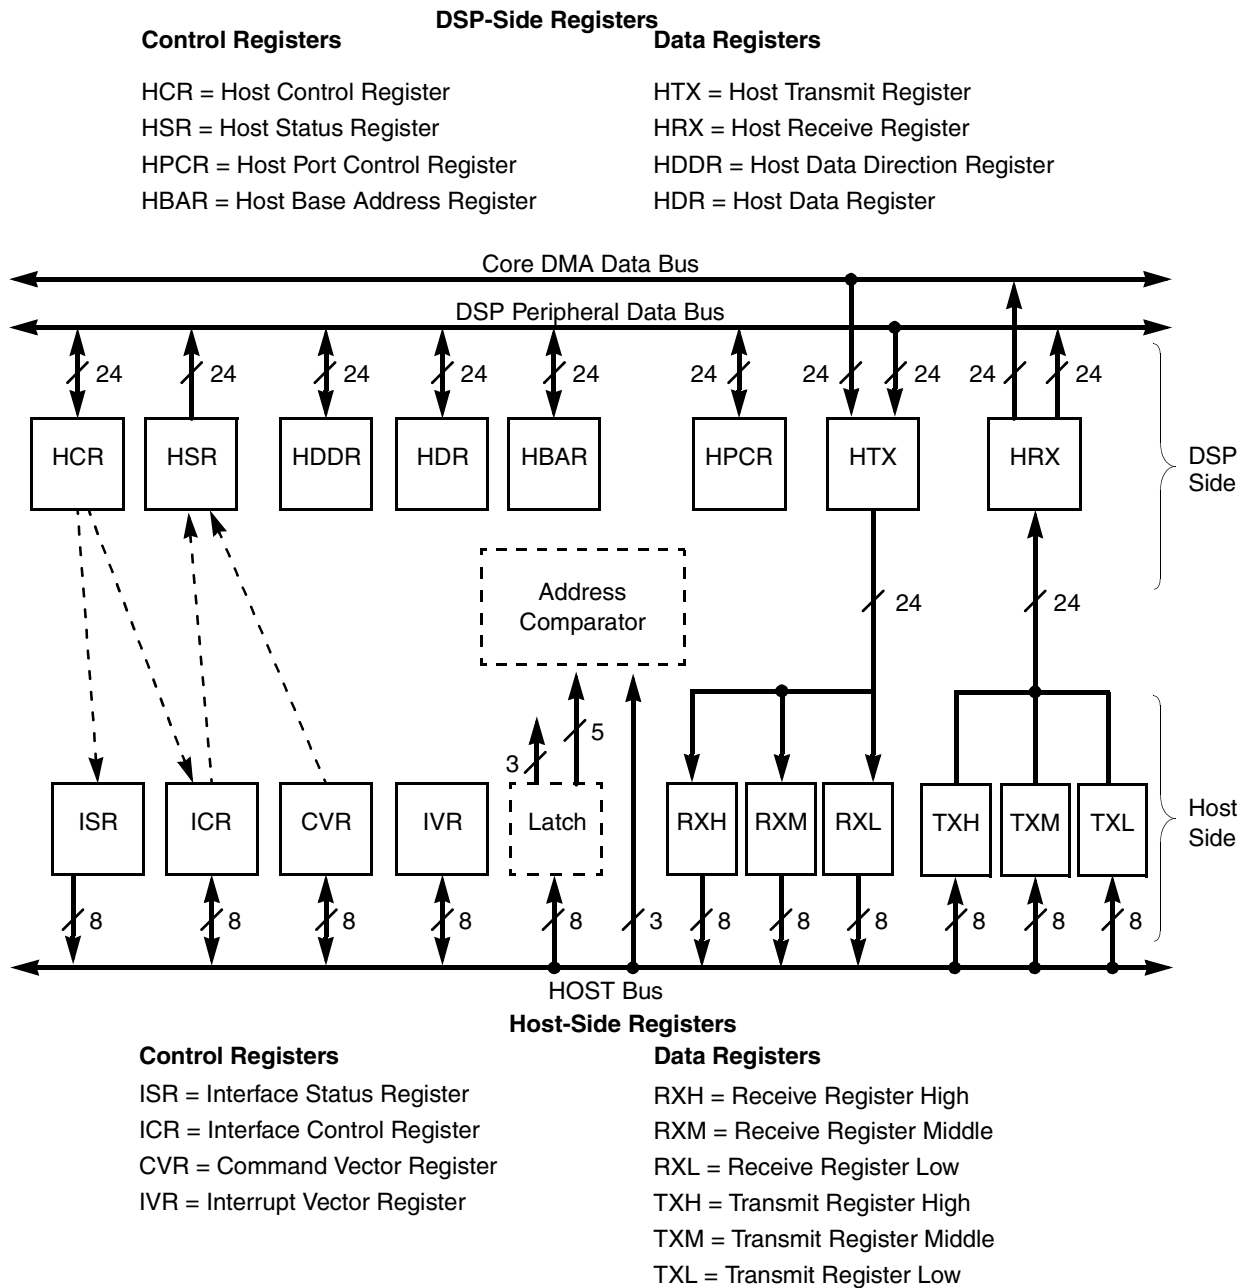 DSP-Side Registers
Control Registers
Data Registers
HCR = Host Control Register
HTX = Host Transmit Register
HSR = Host Status Register
HRX = Host Receive Register
HPCR = Host Port Control Register
HDDR = Host Data Direction Register
HBAR = Host Base Address Register
HDR = Host Data Register
Core DMA Data Bus
DSP Peripheral Data Bus
24
24
24
24
24
24
24
24
24
24
HCR
HSR
HDDR
HDR
HBAR
HPCR
HTX
HRX
DSP
Side
Address
Comparator
24
24
5
3
ISR
ICR
CVR
IVR
Latch
RXH
RXM
RXL
TXH
TXM
TXL
Host
Side
8
8
8
8
8
3
8
8
8
8
8
8
HOST Bus
Host-Side Registers
Control Registers
Data Registers
ISR = Interface Status Register
RXH = Receive Register High
ICR = Interface Control Register
RXM = Receive Register Middle
CVR = Command Vector Register
RXL = Receive Register Low
IVR = Interrupt Vector Register
TXH = Transmit Register High
TXM = Transmit Register Middle
TXL = Transmit Register Low